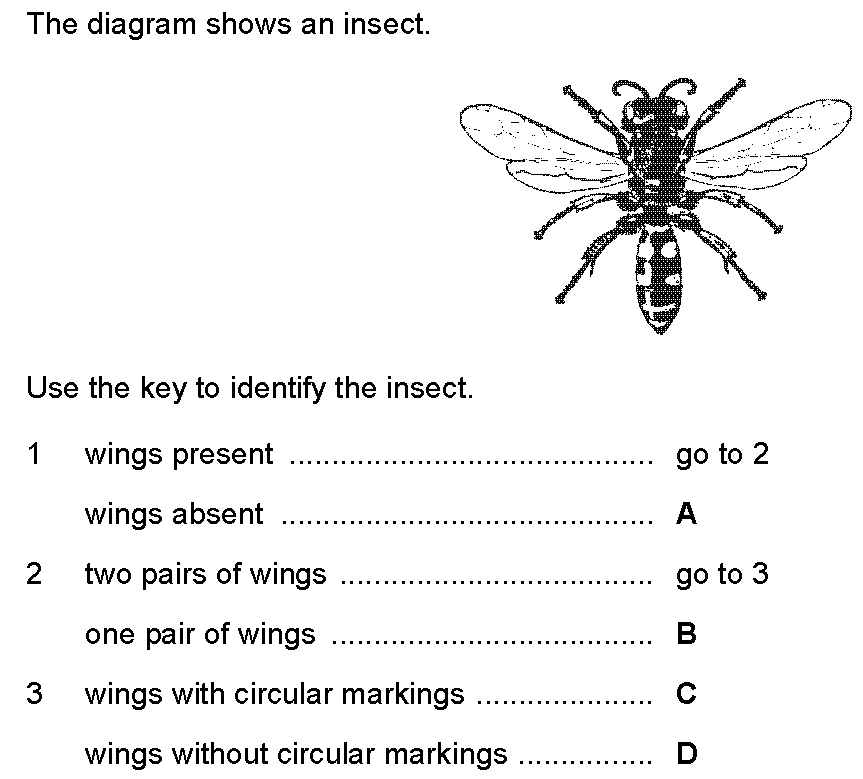 The diagram shows an insect.
Use the key to identify the insect.
1 wings present ........................................... go to 2
wings absent ............................................ A
2 two pairs of wings ..................................... go to 3
one pair of wings ...................................... B
3 wings with circular markings ..................... C
wings without circular markings ................ D